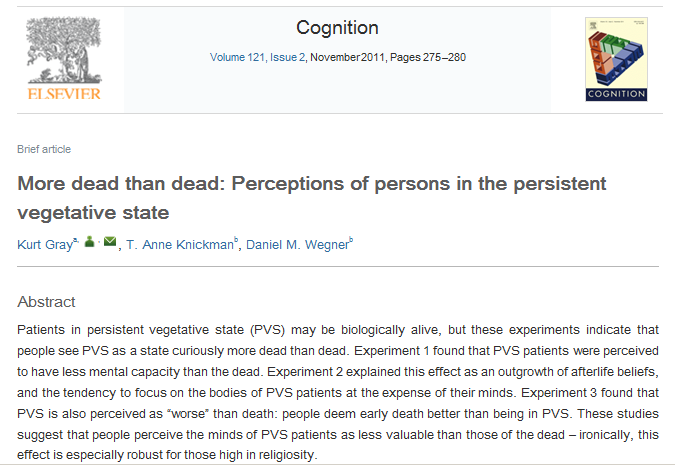 Cognition
Volume 121, Issue 2, November 2011, Pages 275–280
ELSEVIER
COGNITION
Brief article
More dead than dead: Perceptions of persons in the persistent
vegetative state
Kurt Gray a, , T. Anne Knickman b, Daniel M. Wegner b
Abstract
Patients in persistent vegetative state (PVS) may be biologically alive, but these experiments indicate that
people see PVS as a state curiously more dead than dead. Experiment 1 found that PVS patients were perceived
to have less mental capacity than the dead. Experiment 2 explained this effect as an outgrowth of afterlife beliefs,
and the tendency to focus on the bodies of PVS patients at the expense of their minds. Experiment 3 found that
PVS is also perceived as “worse” than death: people deem early death better than being in PVS. These studies
suggest that people perceive the minds of PVS patients as less valuable than those of the dead – ironically, this
effect is especially robust for those high in religiosity.